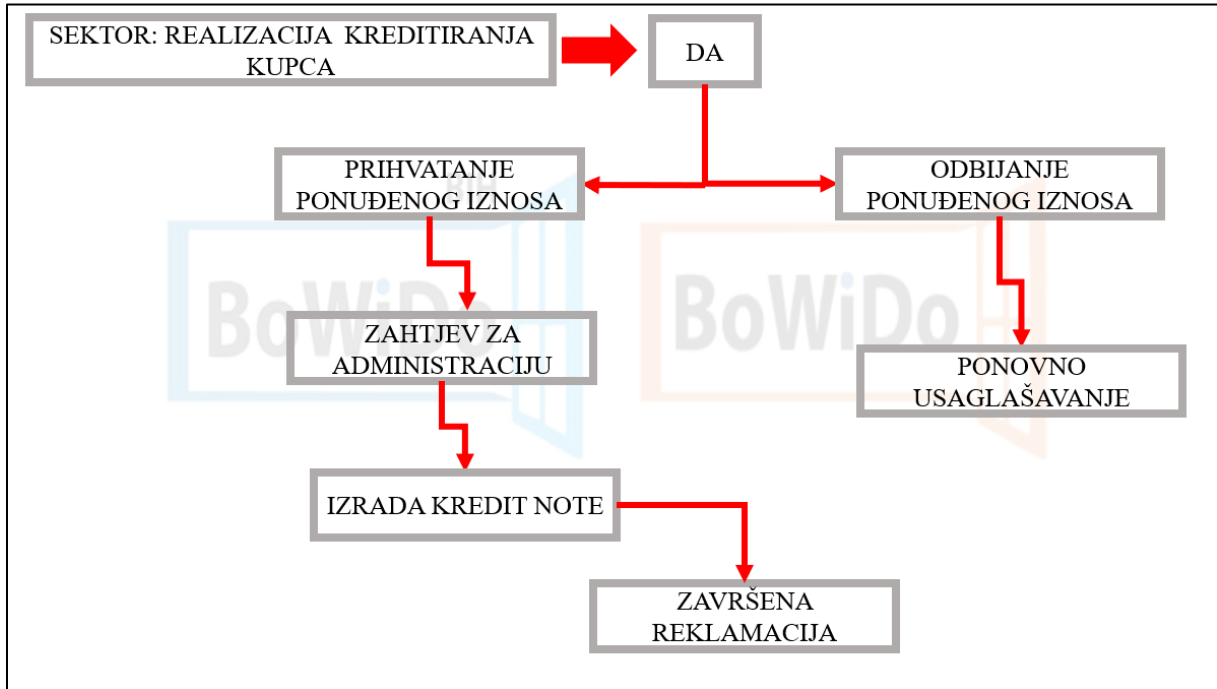 SEKTOR: REALIZACIJA KREDITIRANJA
KUPCA
DA
PRIHVATANJE
PONUĐENOG IZNOSA
ODBIJANJE
PONUĐENOG IZNOSA
BIH
BoWiDo
BoWiDo
ZAHTJEV ZA
ADMINISTRACIJU
PONOVNO
USAGLAŠAVANJE
IZRADA KREDIT NOTE
ZAVRŠENA
REKLAMACIJA